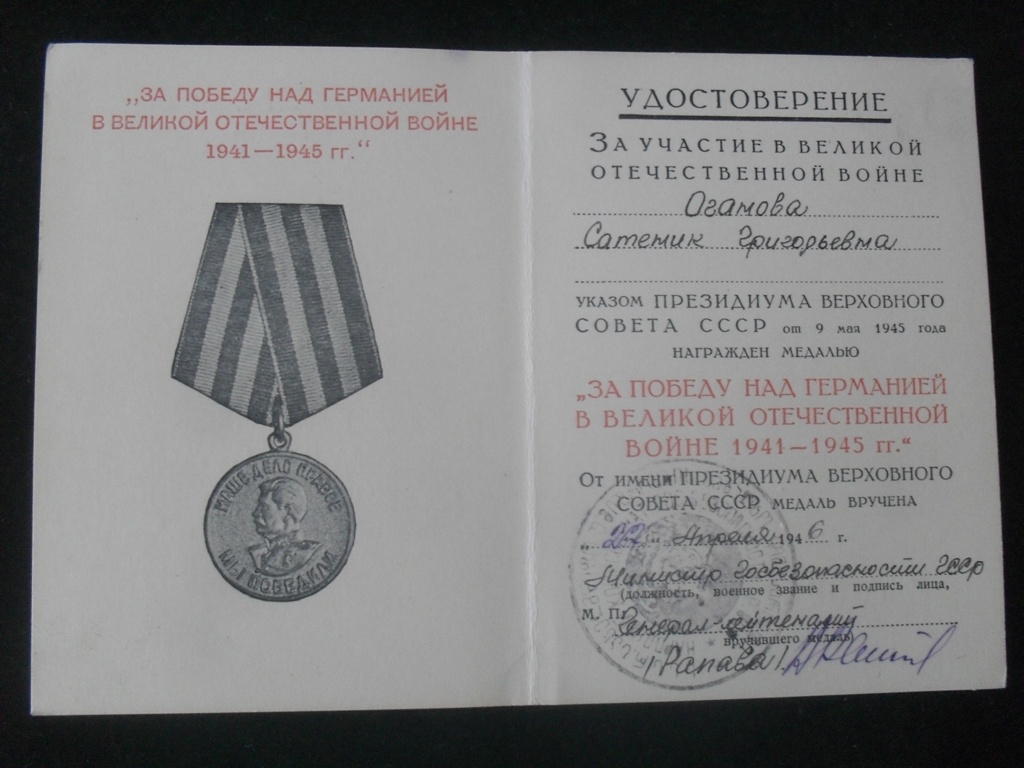 „ЗА ПОБЕДУ НАД ГЕРМАНИЕЙ
В ВЕЛИКОЙ ОТЕЧЕСТВЕННОЙ ВОЙНЕ
1941—1945 гг.“
НАШЕ ДЕЛО ПРАВОЕ
МЫ ПОБЕДИЛИ
УДОСТОВЕРЕНИЕ
ЗА УЧАСТИЕ В ВЕЛИКОЙ
ОТЕЧЕСТВЕННОЙ ВОЙНЕ
Оганова
Сатеник Григорьевна
УКАЗОМ ПРЕЗИДИУМА ВЕРХОВНОГО
СОВЕТА СССР от 9 мая 1945 года
НАГРАЖДЕН МЕДАЛЬЮ
„ЗА ПОБЕДУ НАД ГЕРМАНИЕЙ
В ВЕЛИКОЙ ОТЕЧЕСТВЕННОЙ
ВОЙНЕ 1941—1945 гг.“
ОТ ИМЕНИ ПРЕЗИДИУМА ВЕРХОВНОГО
СОВЕТА СССР МЕДАЛЬ ВРУЧЕНА
„22“ Апреля 1946 г.
Министр Госбезопасности ГССР
(должность, военное звание и подпись лица,
М. П. Генерал-лейтенант
вручившего медаль)
(Рапава)